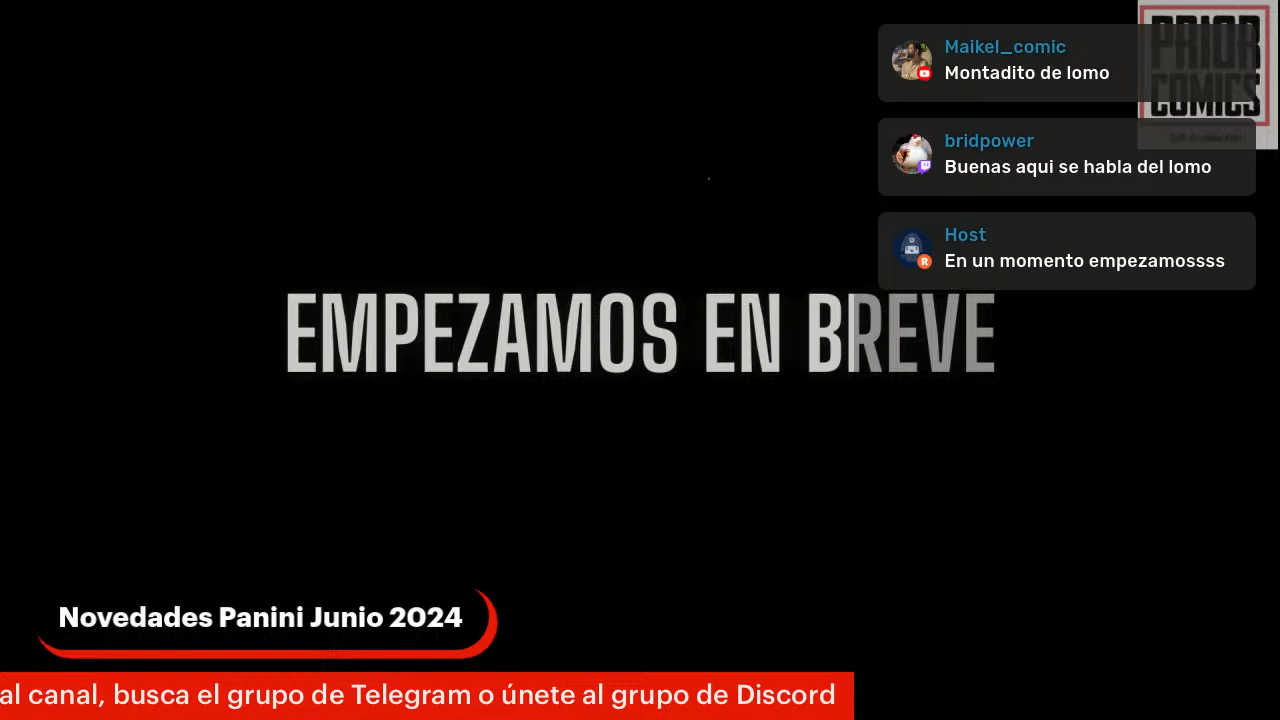 PRIOR
COMICS
Maikel_comic
Montadito de lomo
bridpower
Buenas aqui se habla del lomo
Host
En un momento empezamossss
EMPEZAMOS EN BREVE
Novedades Panini Junio 2024
al canal, busca el grupo de Telegram o únete al grupo de Discord